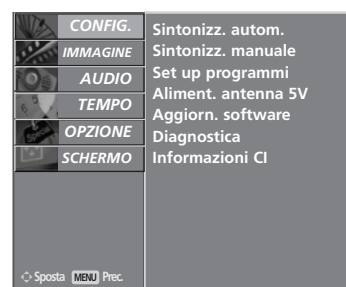 CONFIG.
IMMAGINE
AUDIO
TEMPO
OPZIONE
SCHERMO
Sintonizz. autom.
Sintonizz. manuale
Set up programmi
Aliment. antenna 5V
Aggiorn. software
Diagnostica
Informazioni CI
Sposta MENU Prec.